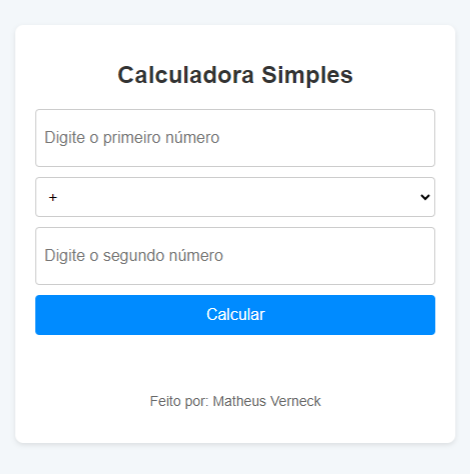 Calculadora Simples
Digite o primeiro número
+
Digite o segundo número
Calcular
Feito por: Matheus Verneck